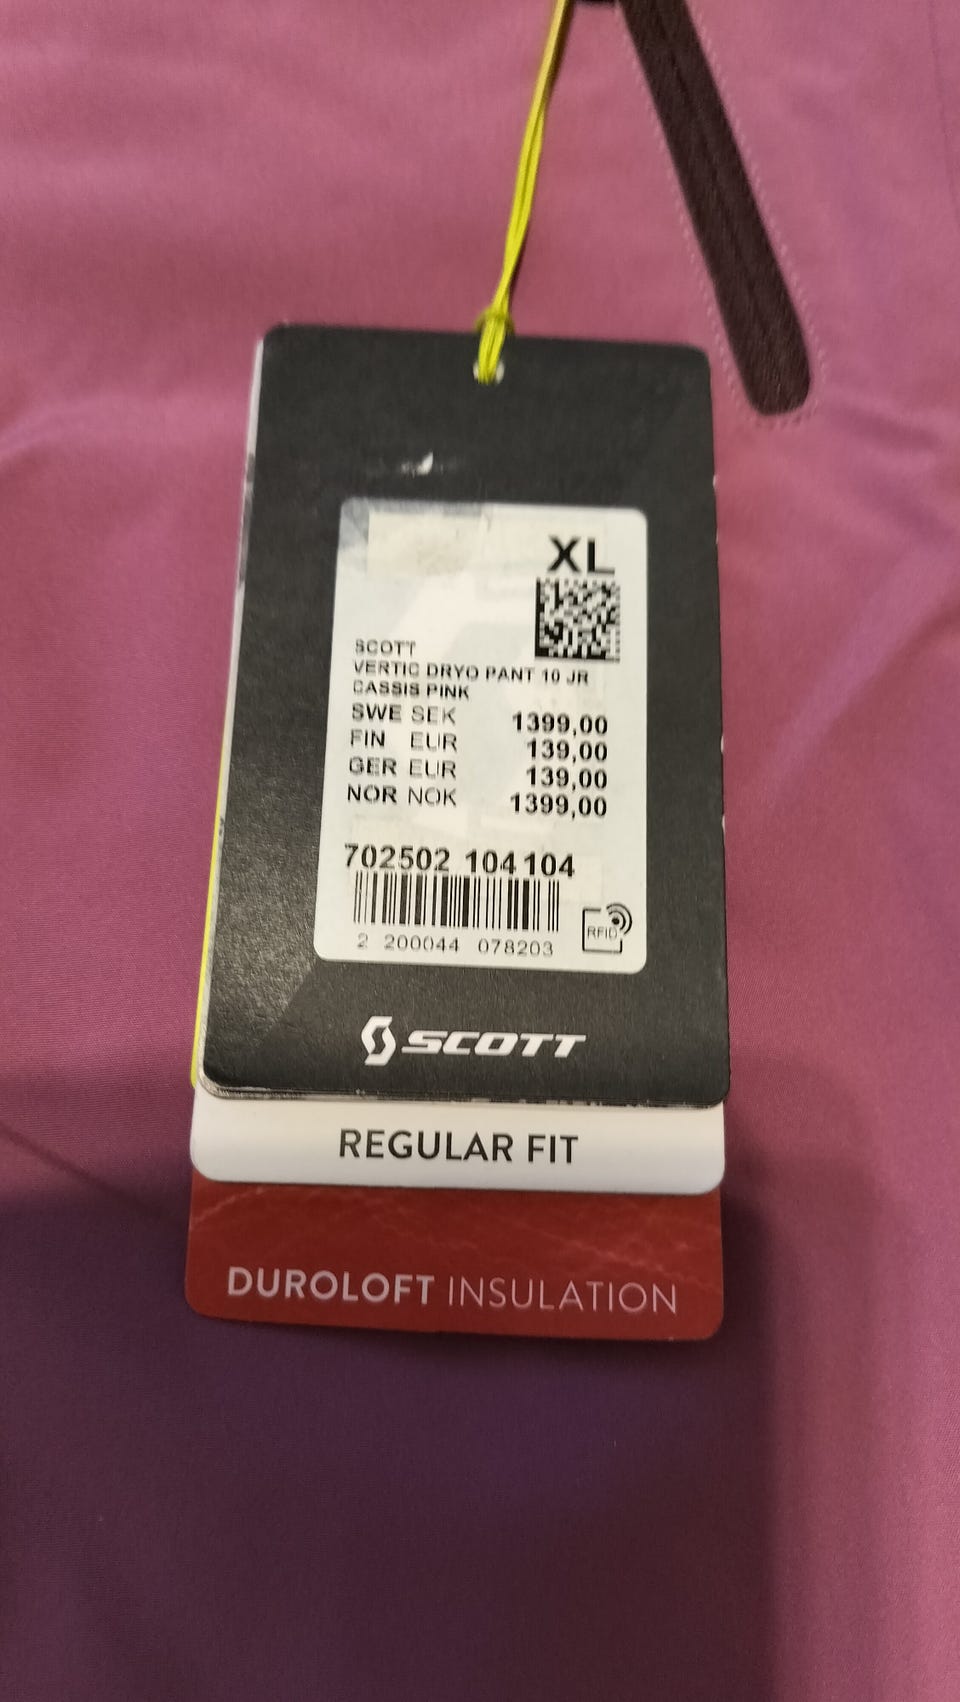 XL
SCOTT
VERTIC DRYO PANT 10 JR
CASSIS PINK
SWE SEK 1399,00
FIN EUR 139,00
GER EUR 139,00
NOR NOK 1399,00
702502 104104
RFID
2 200044 078203
SCOTT
REGULAR FIT
DUROLOFT INSULATION